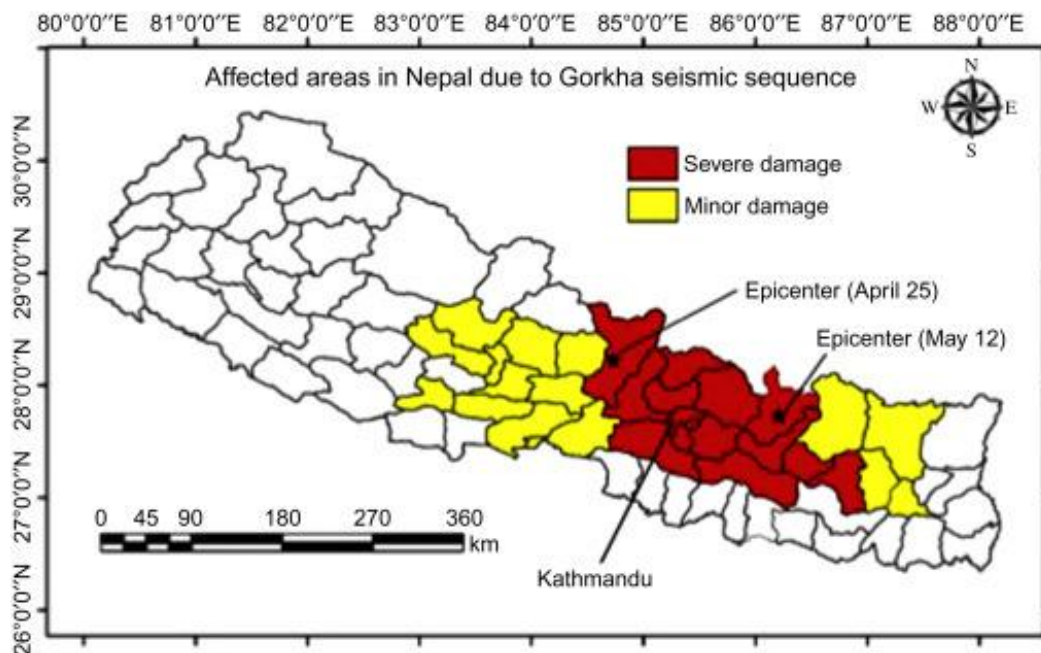 80°0'0"E 81°0'0"E 82°0'0"E 83°0'0"E 84°0'0"E 85°0'0"E 86°0'0"E 87°0'0"E 88°0'0"E
Affected areas in Nepal due to Gorkha seismic sequence
N
W E
S
Severe damage
Minor damage
Epicenter (April 25)
Epicenter (May 12)
Kathmandu
0 45 90 180 270 360
km
30°0'0"N
29°0'0"N
28°0'0"N
27°0'0"N
26°0'0"N